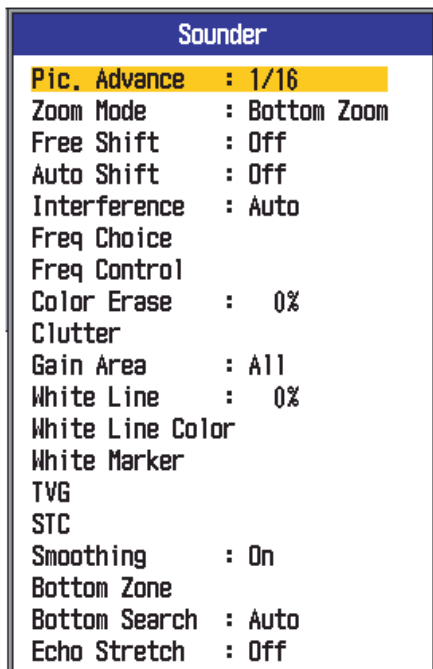 Sounder
Pic. Advance : 1/16
Zoom Mode : Bottom Zoom
Free Shift : Off
Auto Shift : Off
Interference : Auto
Freq Choice
Freq Control
Color Erase : 0%
Clutter
Gain Area : All
White Line : 0%
White Line Color
White Marker
TVG
STC
Smoothing : On
Bottom Zone
Bottom Search : Auto
Echo Stretch : Off